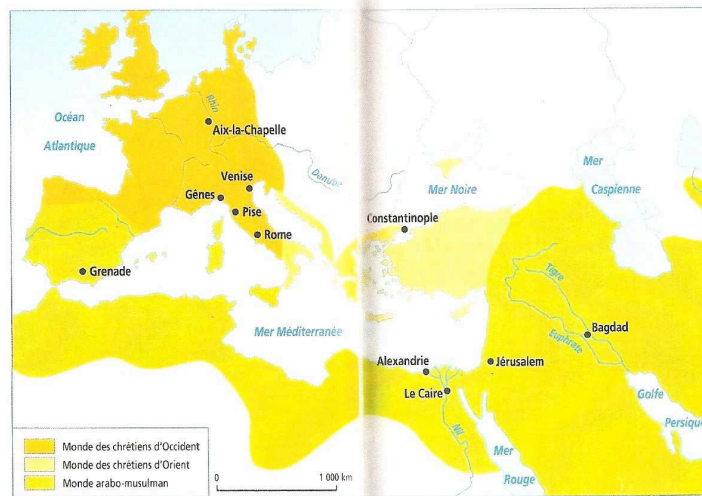 Océan
Atlantique
Rhin
Aix-la-Chapelle
Danube
Venise
Gênes
Pise
Rome
Grenade
Mer Méditerranée
Mer Noire
Mer
Caspienne
Constantinople
Tigre
Euphrate
Bagdad
Alexandrie
Jérusalem
Le Caire
Nil
Golfe
Persique
Mer
Rouge
Monde des chrétiens d'Occident
Monde des chrétiens d'Orient
Monde arabo-musulman
0 1 000 km